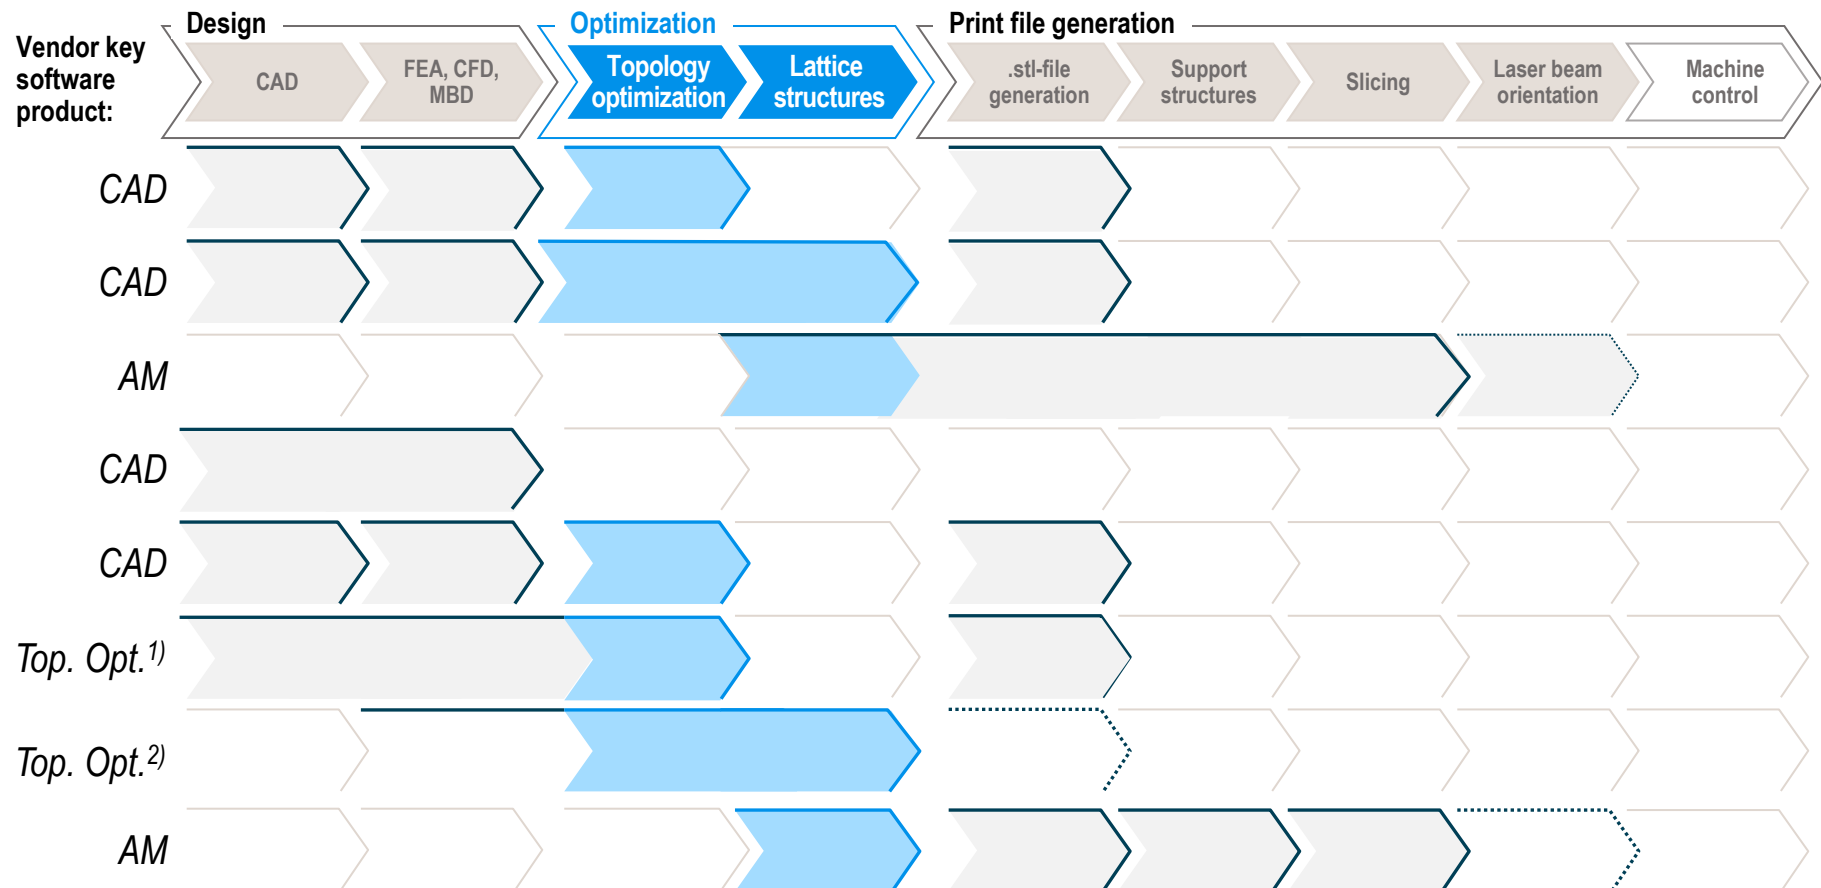 Vendor key
software
product:
Design
Optimization
Print file generation
CAD
FEA, CFD,
MBD
Topology
optimization
Lattice
structures
.stl-file
generation
Support
structures
Slicing
Laser beam
orientation
Machine
control
CAD
CAD
AM
CAD
CAD
Top. Opt.1)
Top. Opt.2)
AM